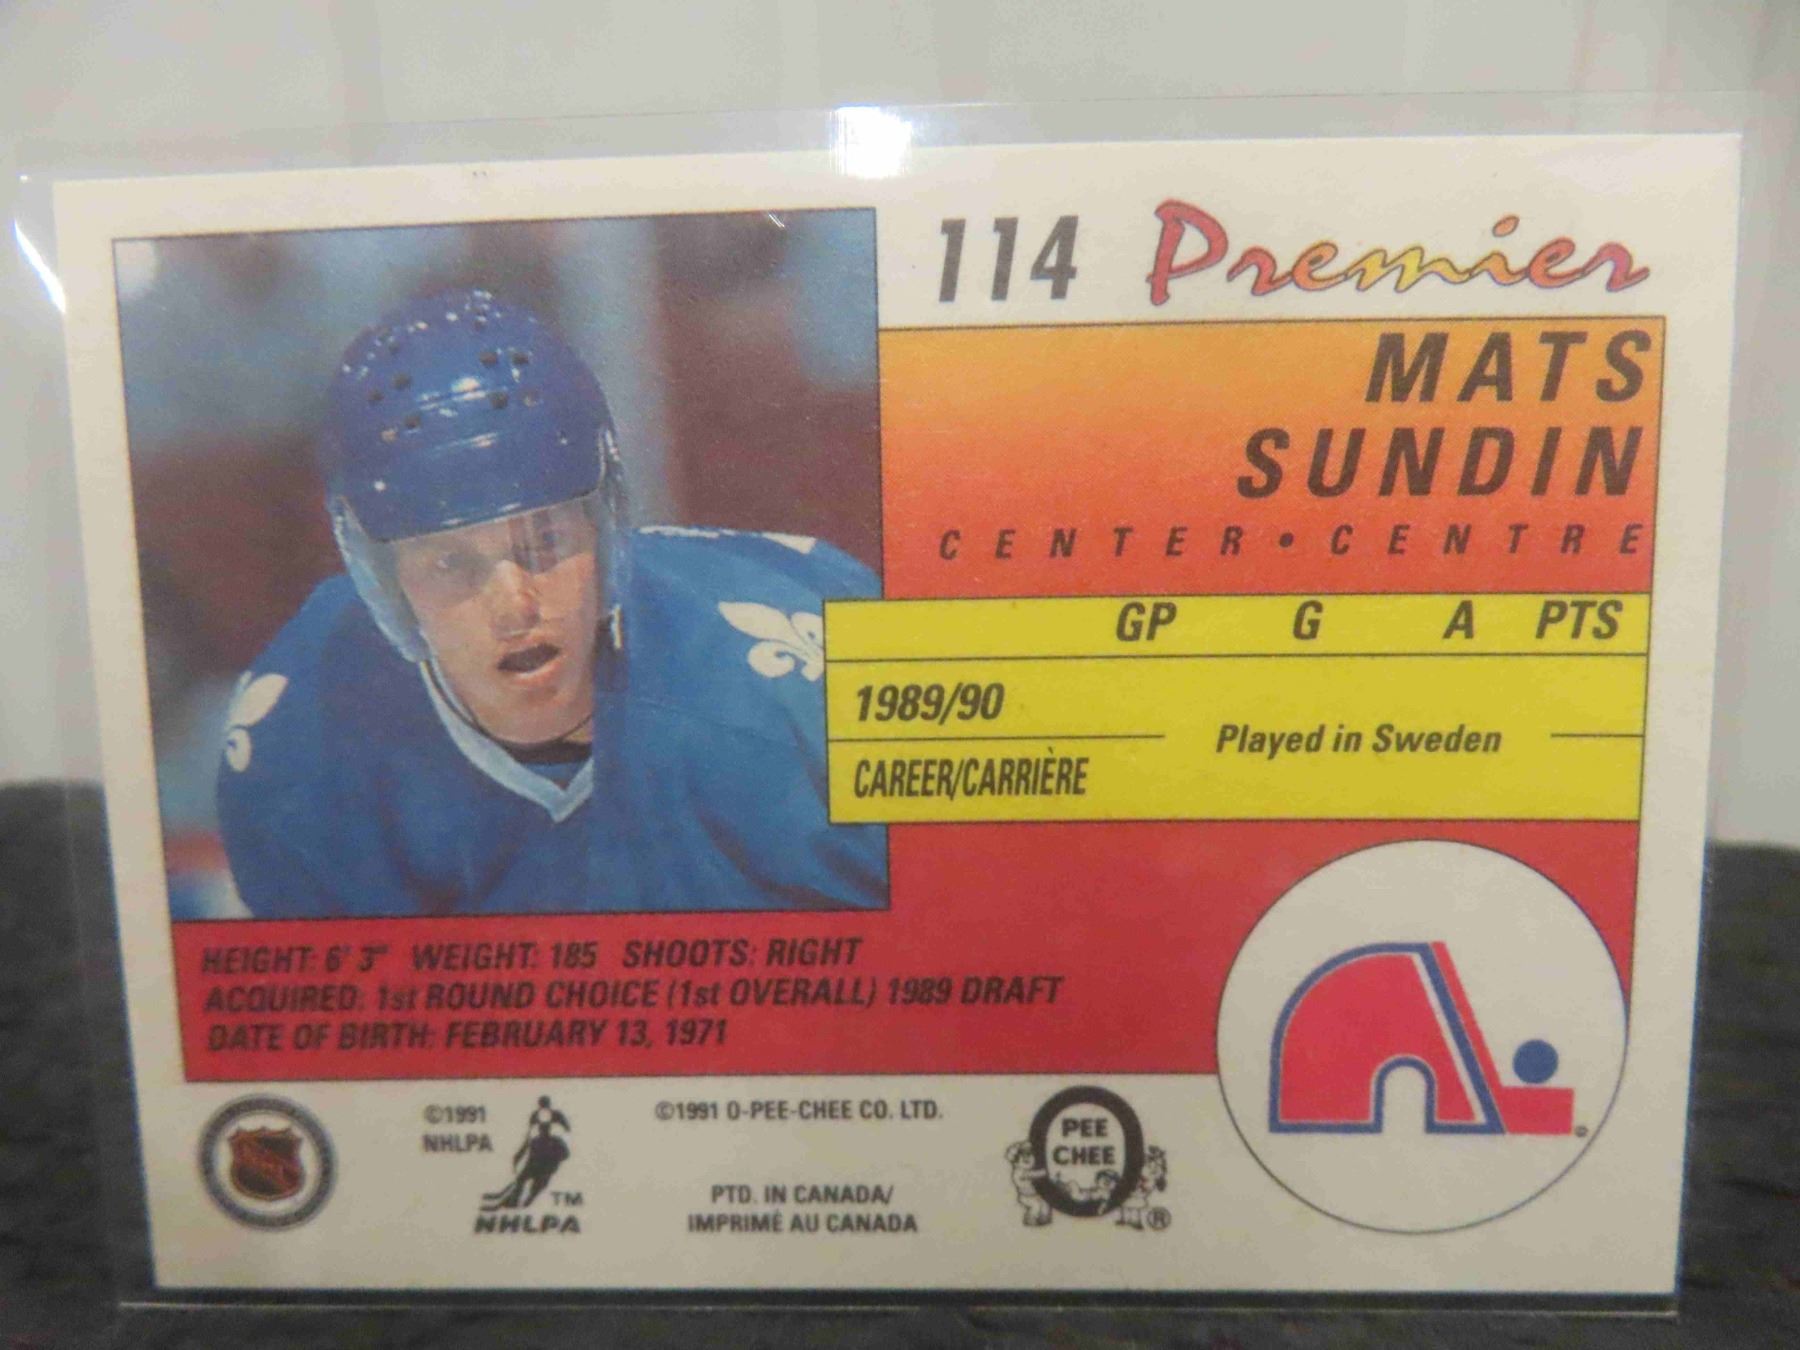 114 Premier
MATS
SUNDIN
CENTER • CENTRE
GP G A PTS
1989/90
Played in Sweden
CAREER/CARRIÈRE
HEIGHT: 6' 3" WEIGHT: 185 SHOOTS: RIGHT
ACQUIRED: 1st ROUND CHOICE (1st OVERALL) 1989 DRAFT
DATE OF BIRTH: FEBRUARY 13, 1971
©1991
NHLPA
TM
NHLPA
©1991 O-PEE-CHEE CO. LTD.
PTD. IN CANADA/
IMPRIMÉ AU CANADA
O
PEE
CHEE
®